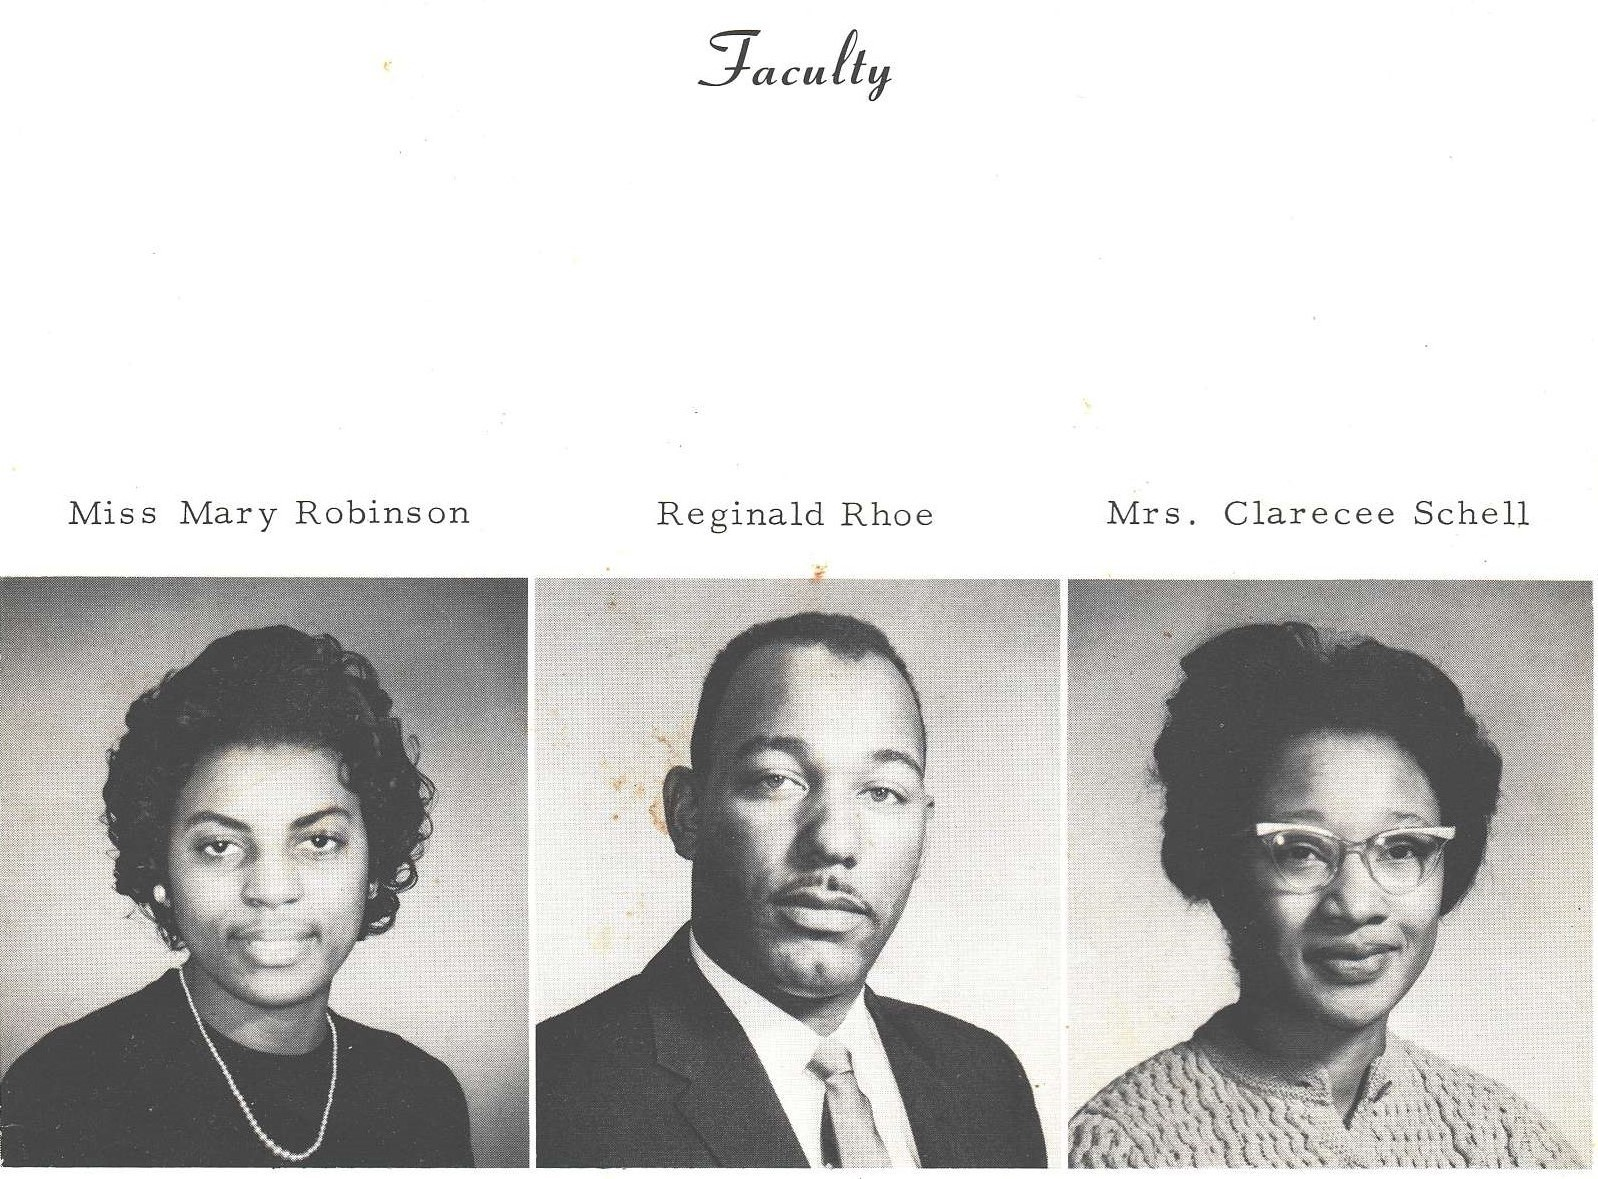 Faculty
Miss Mary Robinson
Reginald Rhoe
Mrs. Clarecee Schell